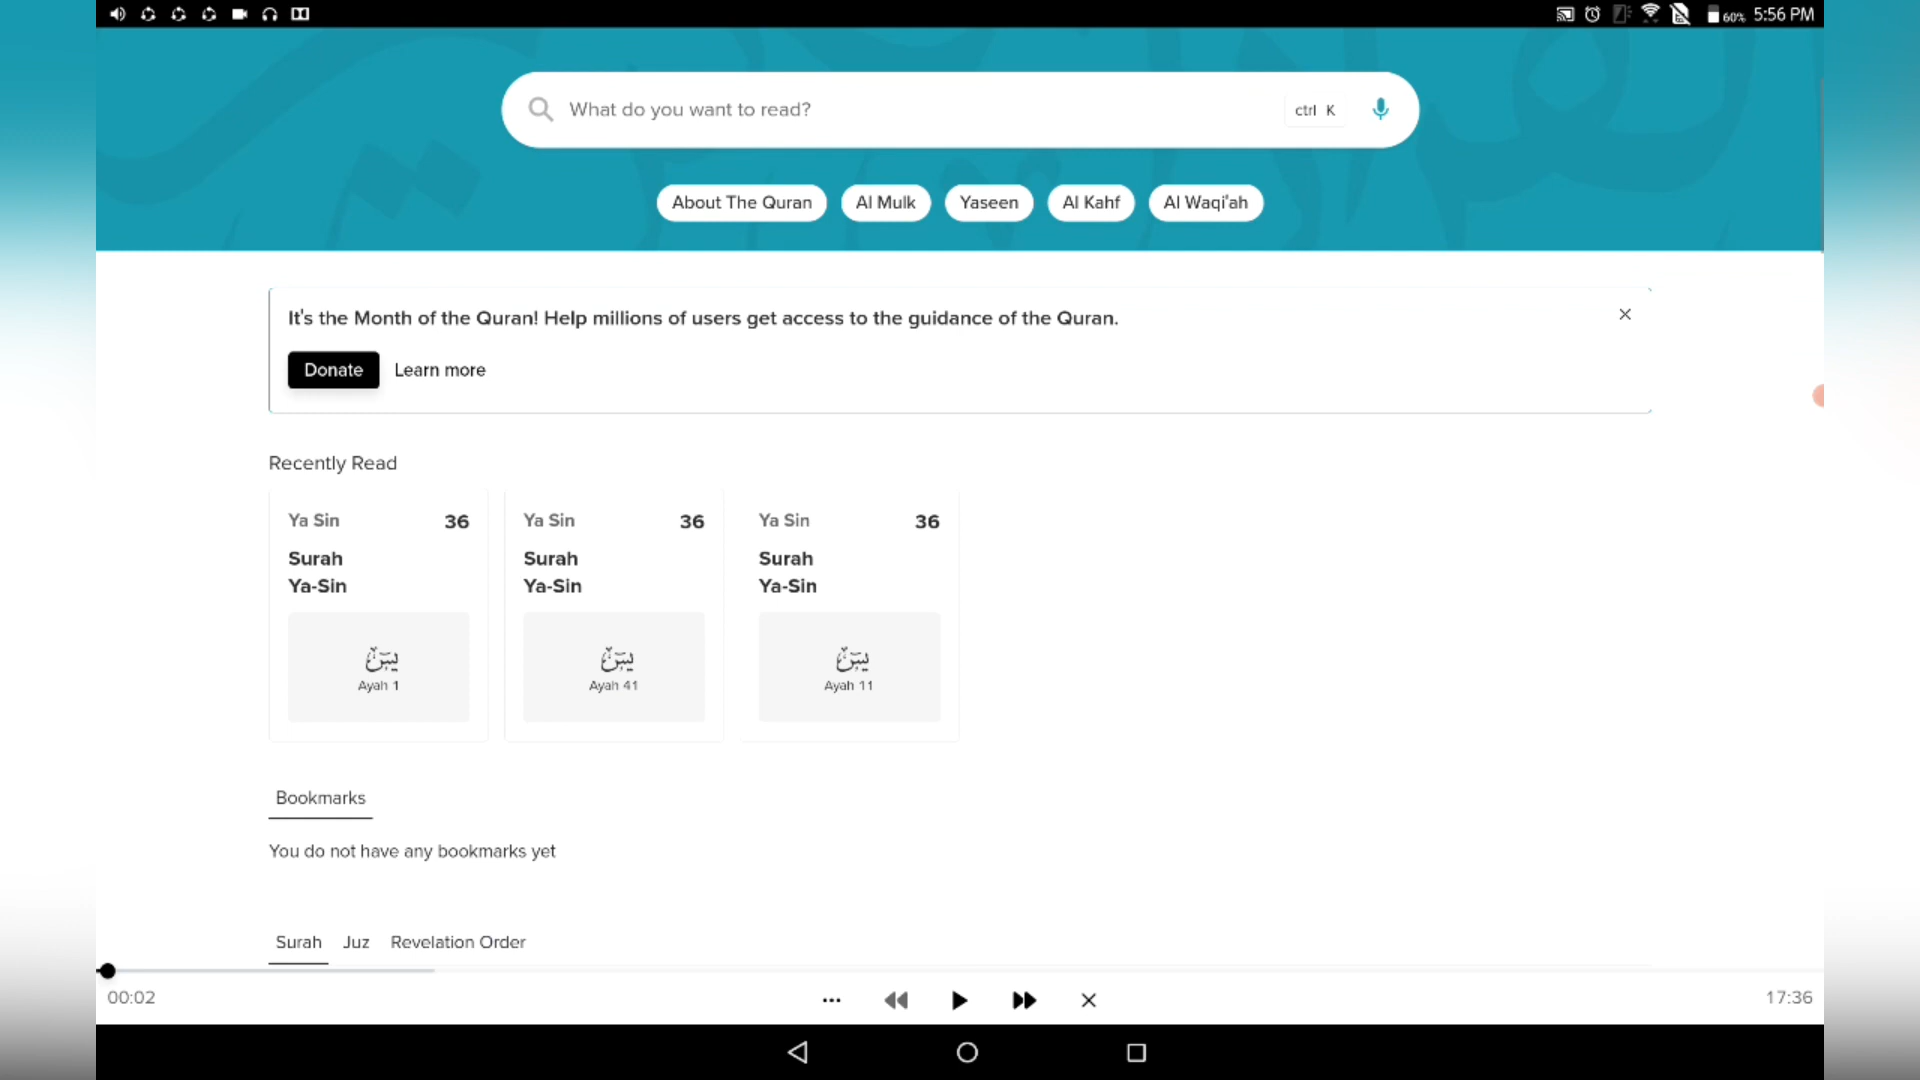 60% 5:56 PM
What do you want to read? ctrl K
About The Quran Al Mulk Yaseen Al Kahf Al Waqi'ah
It's the Month of the Quran! Help millions of users get access to the guidance of the Quran.
Donate Learn more
Recently Read
Ya Sin 36
Surah
Ya-Sin
يسٓ
Ayah 1
Ya Sin 36
Surah
Ya-Sin
يسٓ
Ayah 41
Ya Sin 36
Surah
Ya-Sin
يسٓ
Ayah 11
Bookmarks
You do not have any bookmarks yet
Surah Juz Revelation Order
00:02 17:36